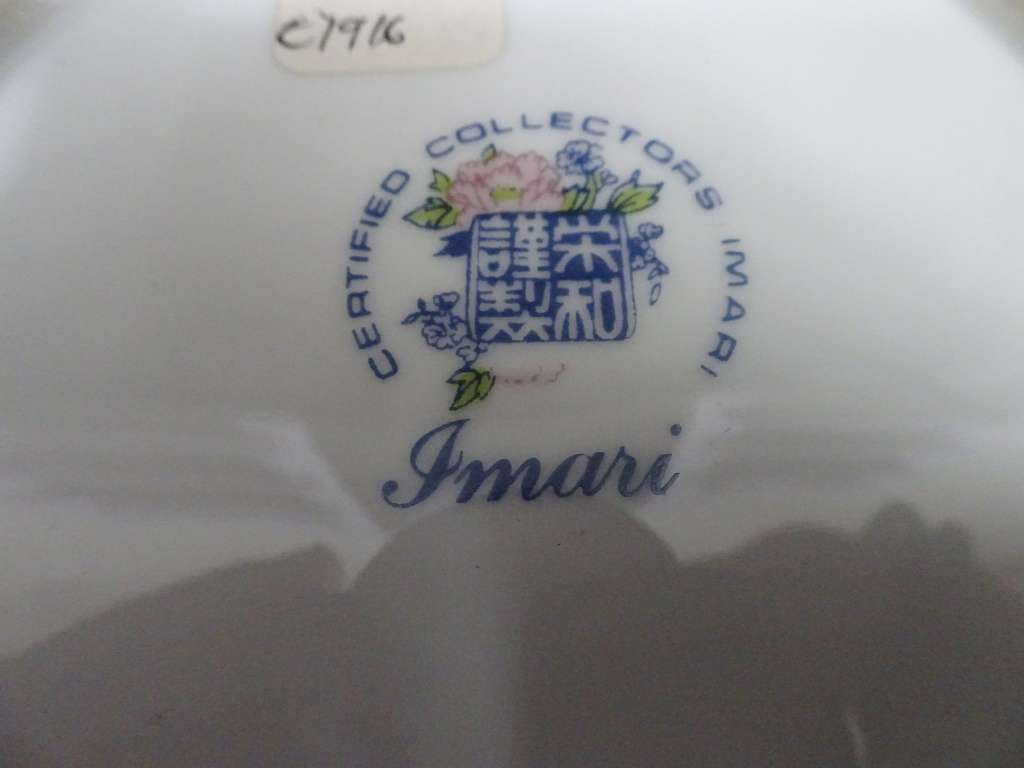 C7916
CERTIFIED COLLECTORS IMARI
栄和
謹製
Imari